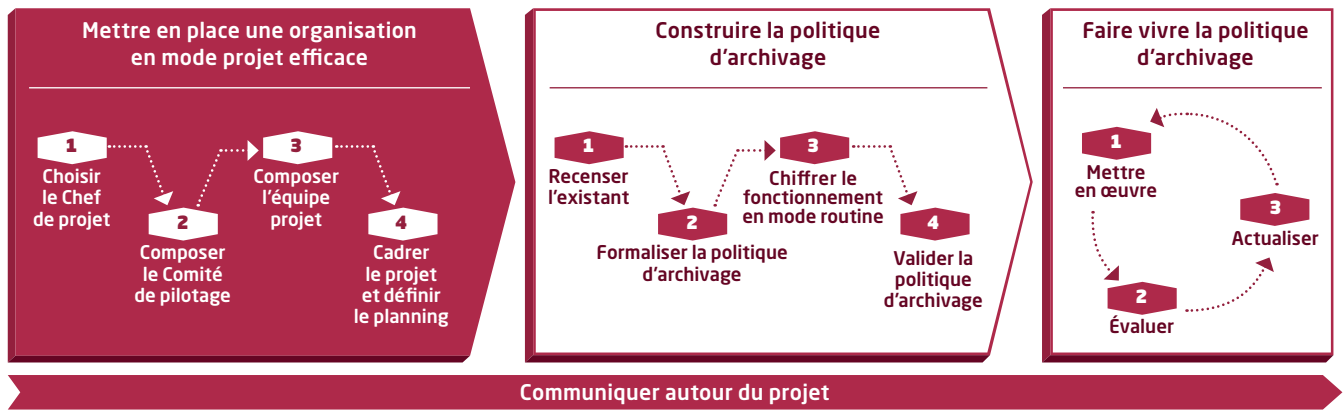 Mettre en place une organisation
en mode projet efficace
1
Choisir
le Chef
de projet
2
Composer
le Comité
de pilotage
3
Composer
l'équipe
projet
4
Cadrer
le projet
et définir
le planning
Construire la politique
d'archivage
1
Recenser
l'existant
2
Formaliser la politique
d'archivage
3
Chiffrer le
fonctionnement
en mode routine
4
Valider la
politique
d'archivage
Faire vivre la politique
d'archivage
1
Mettre
en œuvre
2
Évaluer
3
Actualiser
Communiquer autour du projet